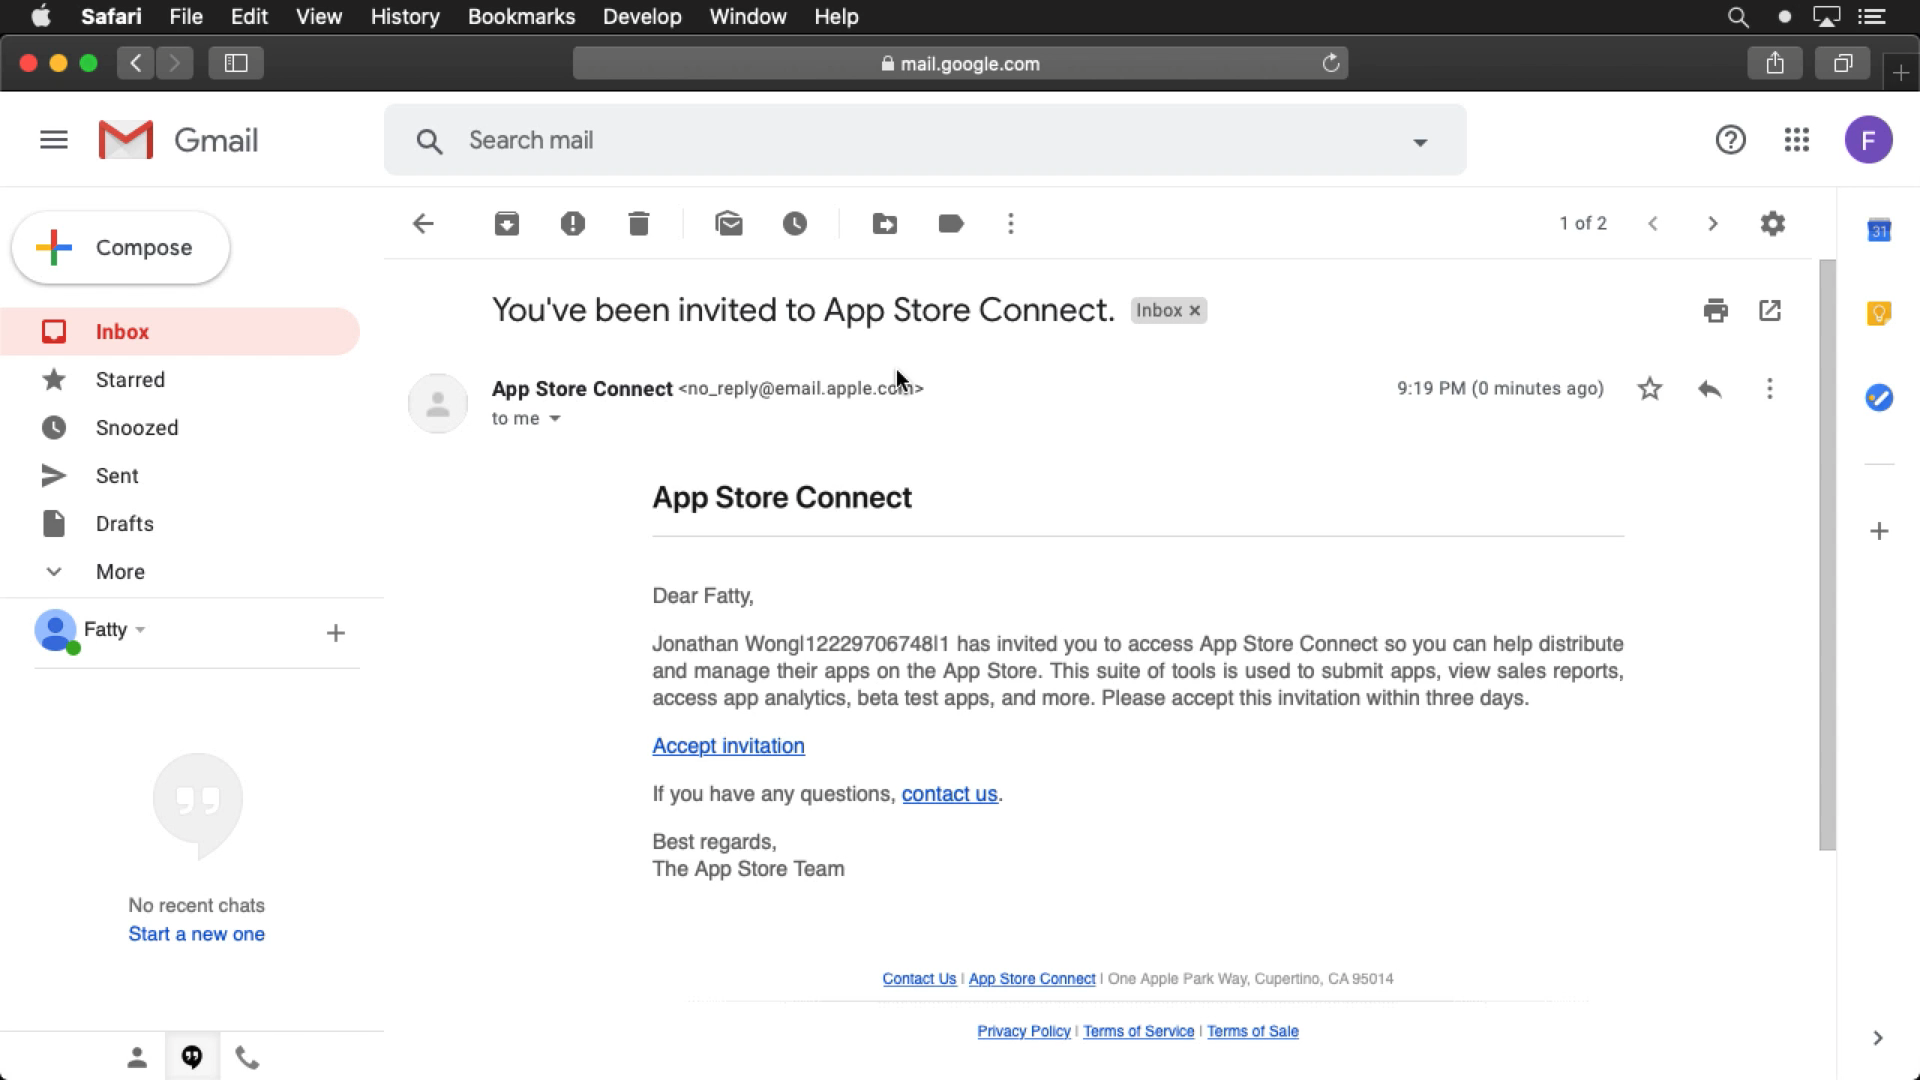 Safari File Edit View History Bookmarks Develop Window Help
mail.google.com
Gmail
Search mail
F
Compose
1 of 2
31
Inbox
Starred
Snoozed
Sent
Drafts
More
Fatty
No recent chats
Start a new one
You've been invited to App Store Connect. Inbox ×
App Store Connect <no_reply@email.apple.com> 9:19 PM (0 minutes ago)
to me
App Store Connect
Dear Fatty,
Jonathan Wong|12229706748|1 has invited you to access App Store Connect so you can help distribute
and manage their apps on the App Store. This suite of tools is used to submit apps, view sales reports,
access app analytics, beta test apps, and more. Please accept this invitation within three days.
Accept invitation
If you have any questions, contact us.
Best regards,
The App Store Team
Contact Us | App Store Connect | One Apple Park Way, Cupertino, CA 95014
Privacy Policy | Terms of Service | Terms of Sale